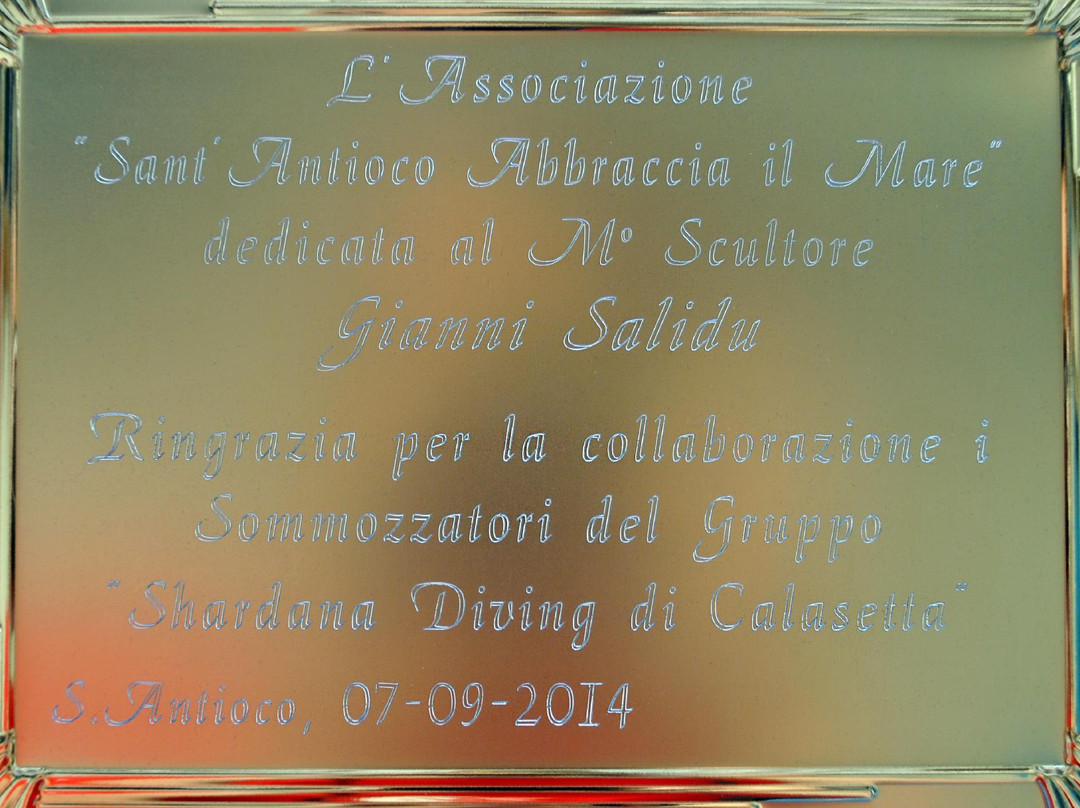 L'Associazione
"Sant'Antioco Abbraccia il Mare"
dedicata al M° Scultore
Gianni Salidu
Ringrazia per la collaborazione i
Sommozzatori del Gruppo
"Shardana Diving di Calasetta"
S.Antioco, 07-09-2014